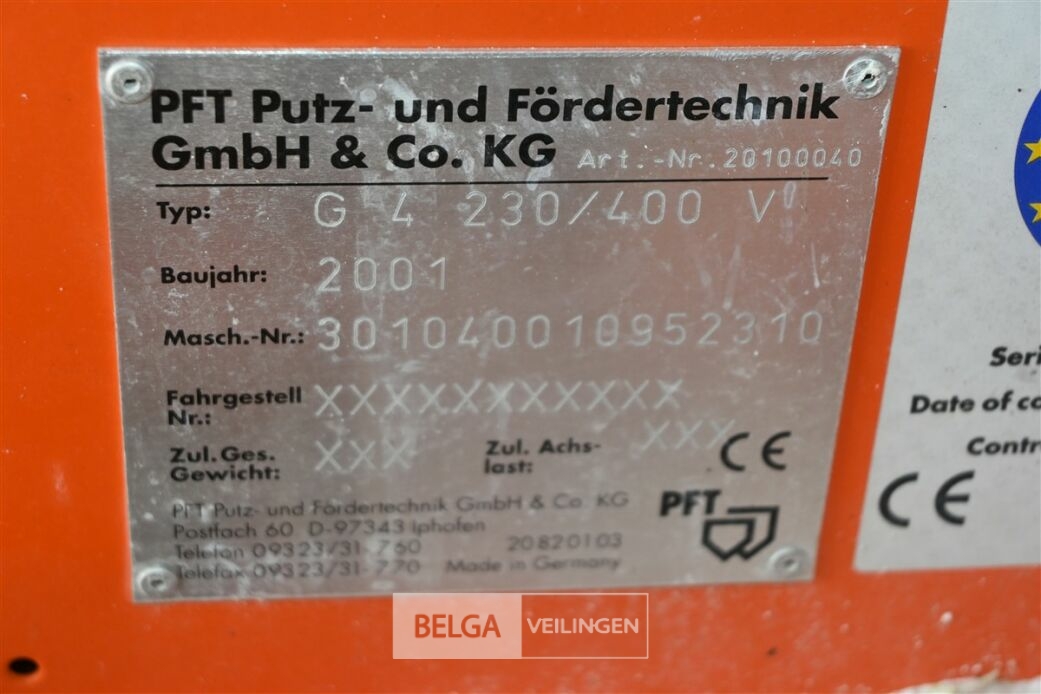 PFT Putz- und Fördertechnik
GmbH & Co. KG Art.-Nr. 20100040
Typ: G 4 230/400 V
Baujahr: 2001
Masch.-Nr.: 301040010952310
Fahrgestell XXXXXXXXXXX
Nr.:
Zul. Ges. XXX Zul. Achs- XXX CE
Gewicht: last:
PFT Putz- und Fördertechnik GmbH & Co. KG PFT
Postfach 60 D-97343 Iphofen
Telefon 09323/31-760 20820103
Telefax 09323/31-770 Made in Germany
Seri
Date of co
Contr
CE
BELGA VEILINGEN